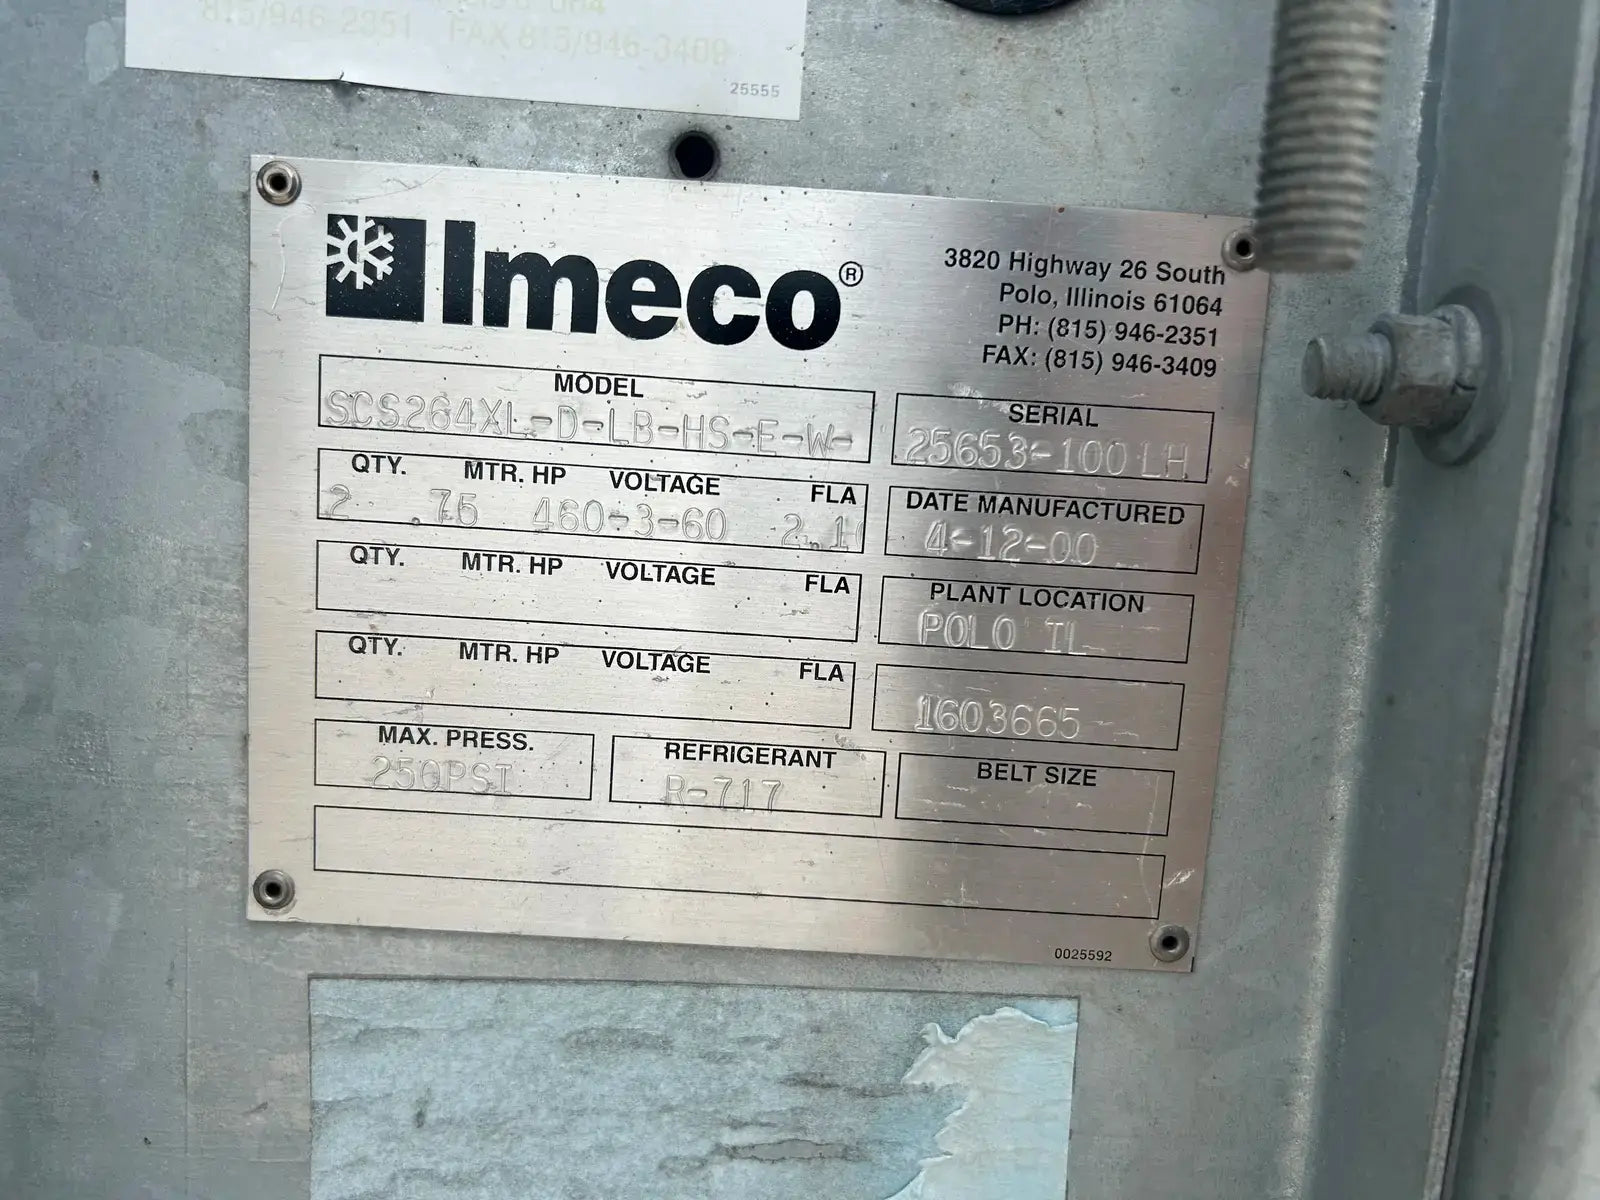 815/946-2351 FAX 815/946-3409
25555
Imeco®
3820 Highway 26 South
Polo, Illinois 61064
PH: (815) 946-2351
FAX: (815) 946-3409
MODEL
SCS264XL-D-LB-HS-E-W-
SERIAL
25653-100 LH
QTY. MTR. HP VOLTAGE FLA
2 .75 460-3-60 2.1
DATE MANUFACTURED
4-12-00
QTY. MTR. HP VOLTAGE FLA
PLANT LOCATION
POLO IL
QTY. MTR. HP VOLTAGE FLA
1603665
MAX. PRESS.
250PSI
REFRIGERANT
R-717
BELT SIZE
0025592